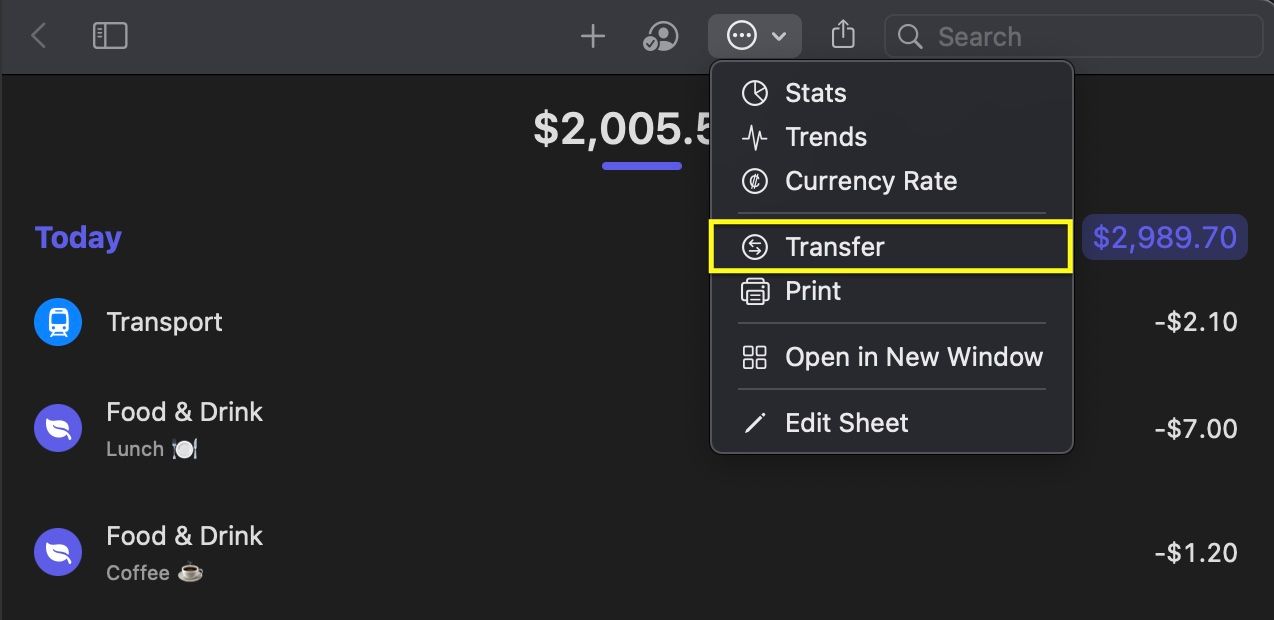 Search
Stats
$2,005.5
Trends
Currency Rate
Today
Transfer
$2,989.70
Print
Transport
-$2.10
Open in New Window
Food & Drink
Edit Sheet
Lunch 🍽
-$7.00
Food & Drink
Coffee ☕
-$1.20